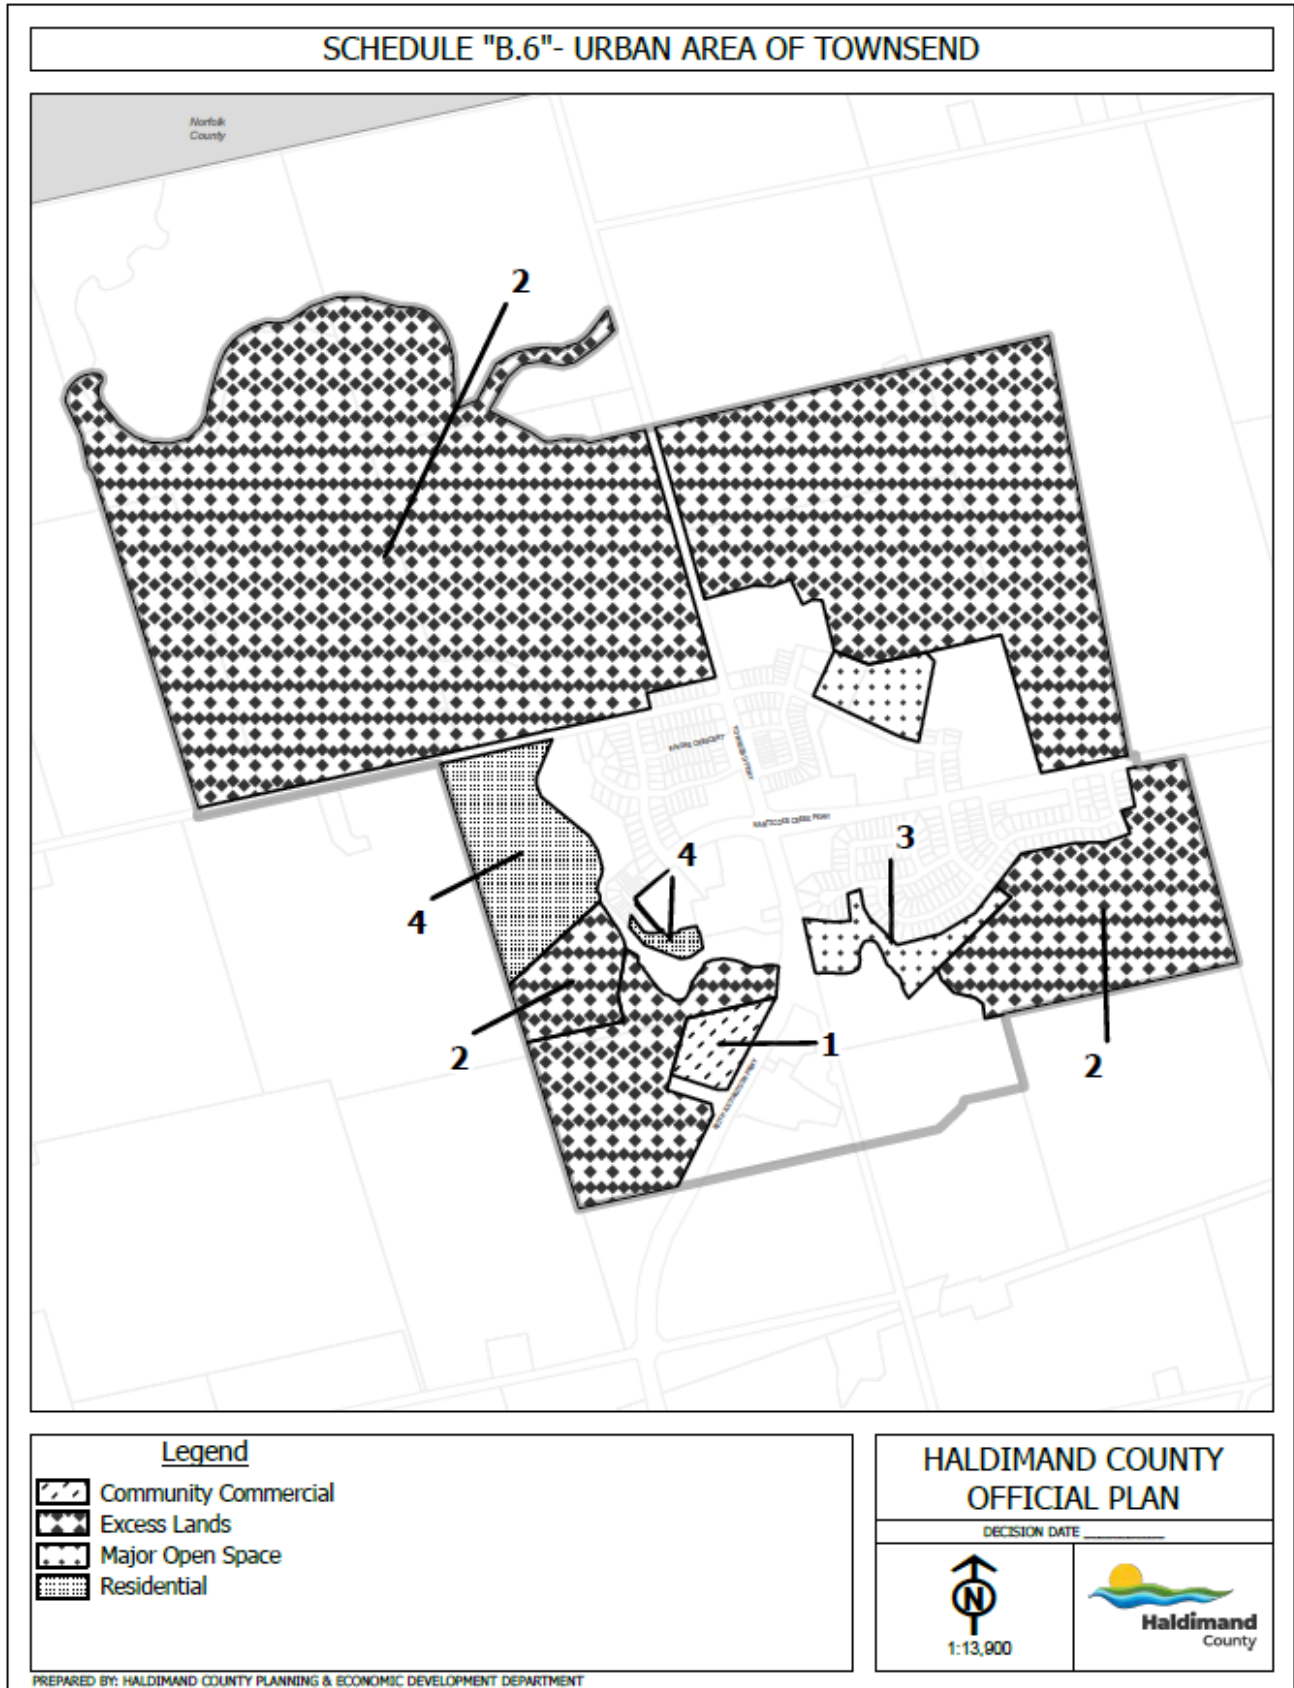 SCHEDULE "B.6"- URBAN AREA OF TOWNSEND
Norfolk
County
2
4
4
3
2
1
2
Legend
Community Commercial
Excess Lands
Major Open Space
Residential
HALDIMAND COUNTY
OFFICIAL PLAN
DECISION DATE ___________
N
1:13,900
Haldimand
County
PREPARED BY: HALDIMAND COUNTY PLANNING & ECONOMIC DEVELOPMENT DEPARTMENT